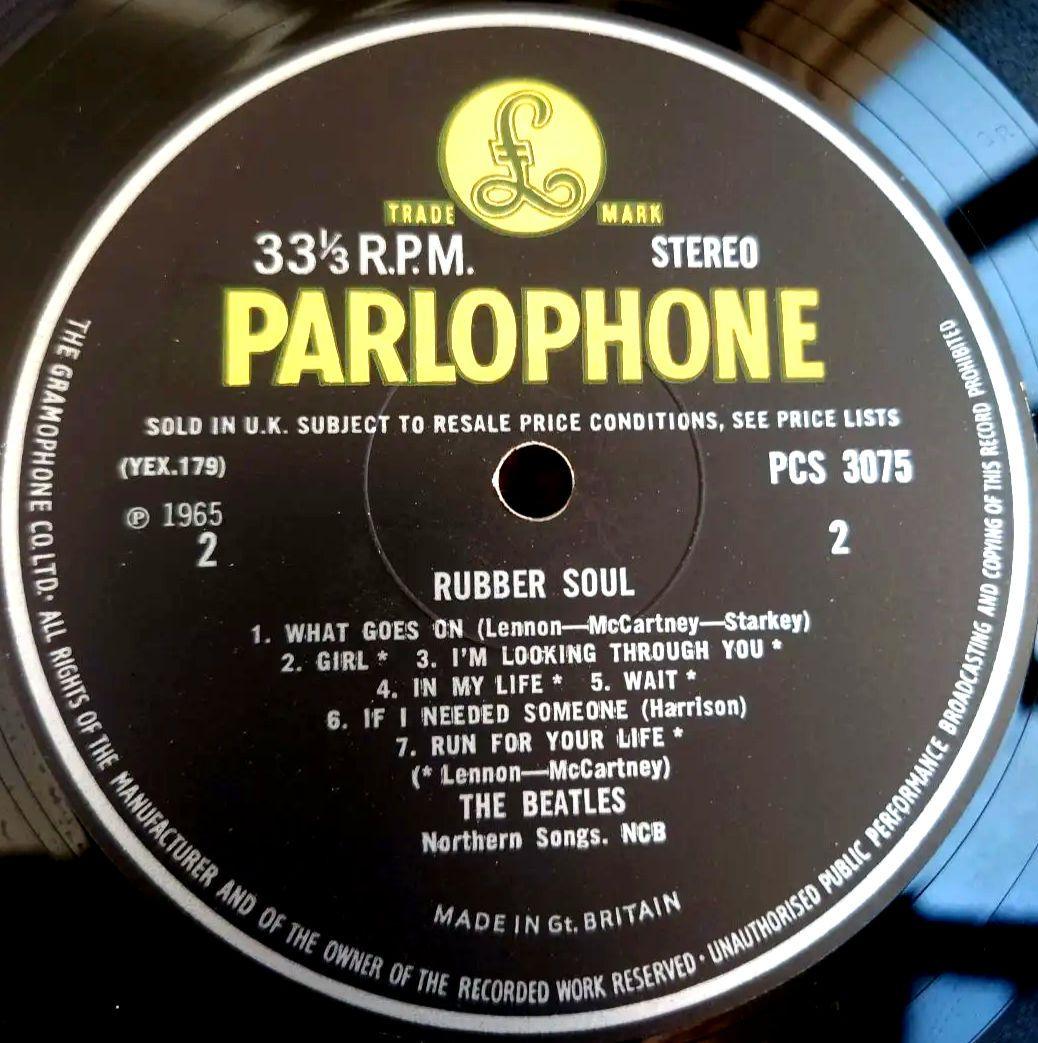 £
TRADE MARK
33⅓ R.P.M. STEREO
PARLOPHONE
SOLD IN U.K. SUBJECT TO RESALE PRICE CONDITIONS, SEE PRICE LISTS
(YEX.179) PCS 3075
℗ 1965
2 2
RUBBER SOUL
1. WHAT GOES ON (Lennon—McCartney—Starkey)
2. GIRL * 3. I'M LOOKING THROUGH YOU *
4. IN MY LIFE * 5. WAIT *
6. IF I NEEDED SOMEONE (Harrison)
7. RUN FOR YOUR LIFE *
(* Lennon—McCartney)
THE BEATLES
Northern Songs. NCB
MADE IN Gt. BRITAIN
THE GRAMOPHONE CO. LTD. • ALL RIGHTS OF THE MANUFACTURER AND OF THE OWNER OF THE RECORDED WORK RESERVED • UNAUTHORISED PUBLIC PERFORMANCE BROADCASTING AND COPYING OF THIS RECORD PROHIBITED